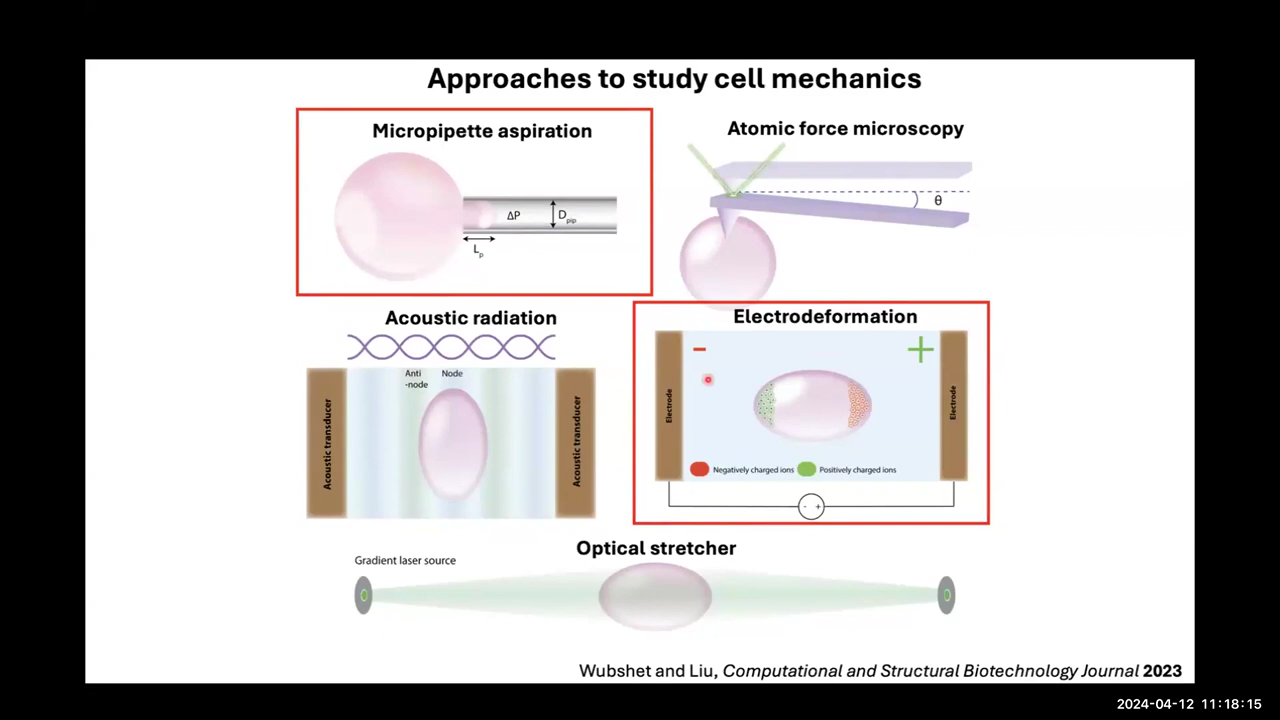 Approaches to study cell mechanics
Micropipette aspiration
ΔP
D
pip
L
p
Atomic force microscopy
θ
Acoustic radiation
Anti
-node
Node
Acoustic transducer
Acoustic transducer
Electrodeformation
−
+
Electrode
Electrode
Negatively charged ions
Positively charged ions
- +
Optical stretcher
Gradient laser source
Wubshet and Liu, Computational and Structural Biotechnology Journal 2023
2024-04-12 11:18:15